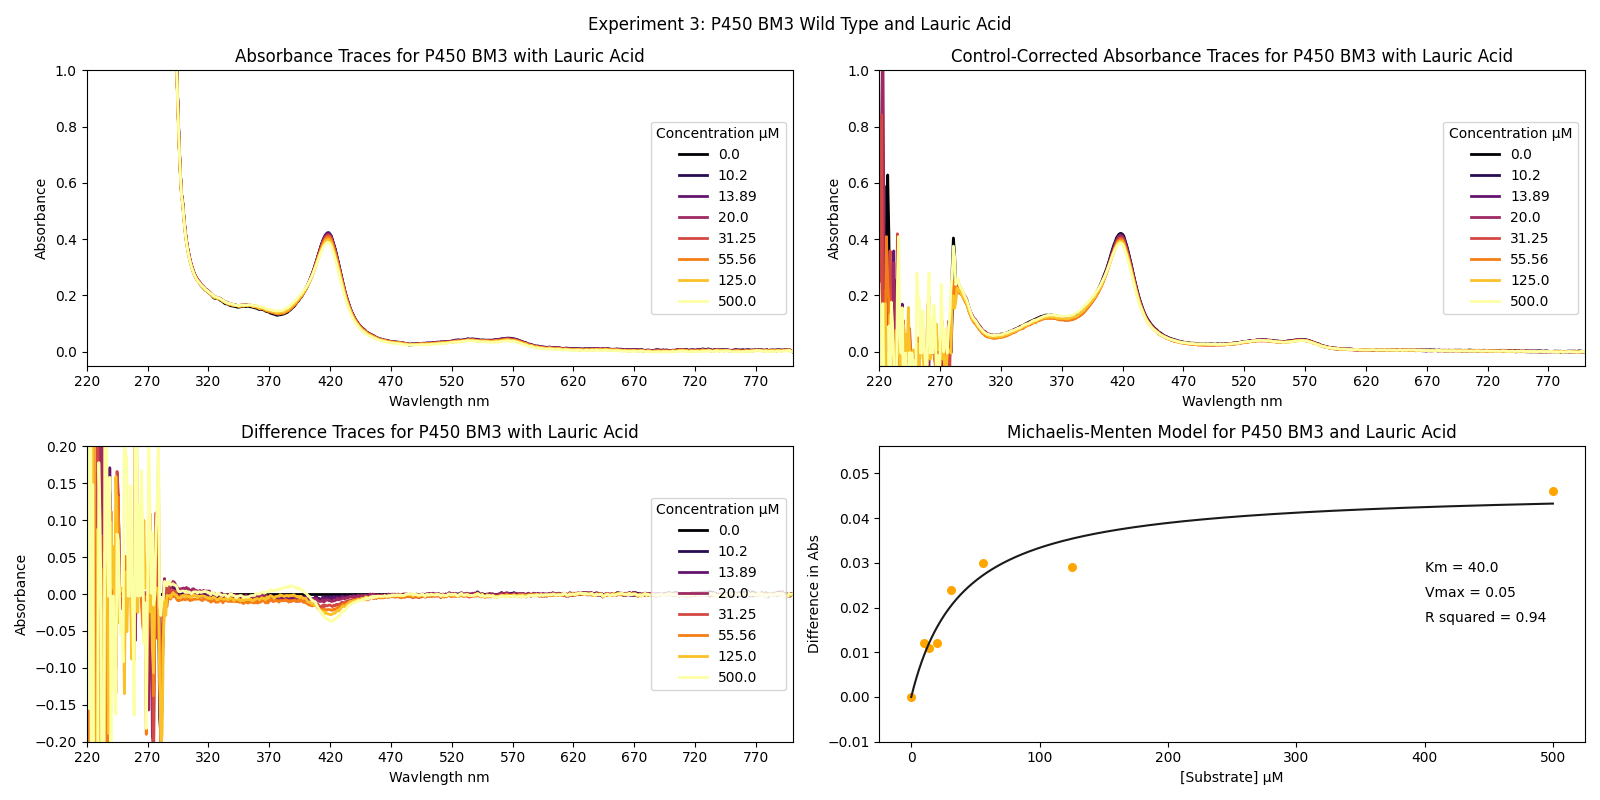 Experiment 3: P450 BM3 Wild Type and Lauric Acid
Absorbance Traces for P450 BM3 with Lauric Acid
1.0
0.8
0.6
0.4
0.2
0.0
Absorbance
Concentration μM
0.0
10.2
13.89
20.0
31.25
55.56
125.0
500.0
220 270 320 370 420 470 520 570 620 670 720 770
Wavlength nm
Control-Corrected Absorbance Traces for P450 BM3 with Lauric Acid
1.0
0.8
0.6
0.4
0.2
0.0
Absorbance
Concentration μM
0.0
10.2
13.89
20.0
31.25
55.56
125.0
500.0
220 270 320 370 420 470 520 570 620 670 720 770
Wavlength nm
Difference Traces for P450 BM3 with Lauric Acid
0.20
0.15
0.10
0.05
0.00
−0.05
−0.10
−0.15
−0.20
Absorbance
Concentration μM
0.0
10.2
13.89
20.0
31.25
55.56
125.0
500.0
220 270 320 370 420 470 520 570 620 670 720 770
Wavlength nm
Michaelis-Menten Model for P450 BM3 and Lauric Acid
0.05
0.04
0.03
0.02
0.01
0.00
−0.01
Difference in Abs
Km = 40.0
Vmax = 0.05
R squared = 0.94
0 100 200 300 400 500
[Substrate] μM